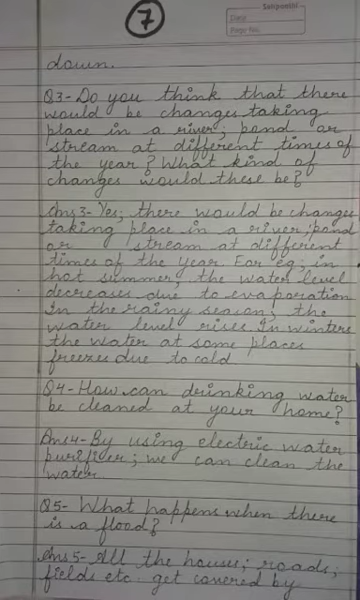 7
Sangeethi
Date
Page No.
down.
Q3- Do you think that there
would be changes taking
place in a river; pond or
stream at different times of
the year? What kind of
changes would these be?
Ans3- Yes; there would be changes
taking place in a river; pond
or stream at different
times of the year. For eg; in
hot summer, the water level
decreases due to evaporation
In the rainy season; the
water level rises In winters
the water at some places
freezes due to cold
Q4- How can drinking water
be cleaned at your home?
Ans4- By using electric water
purifier; we can clean the
water
Q5- What happens when there
is a flood?
Ans5- All the house; roads;
fields etc get covered by